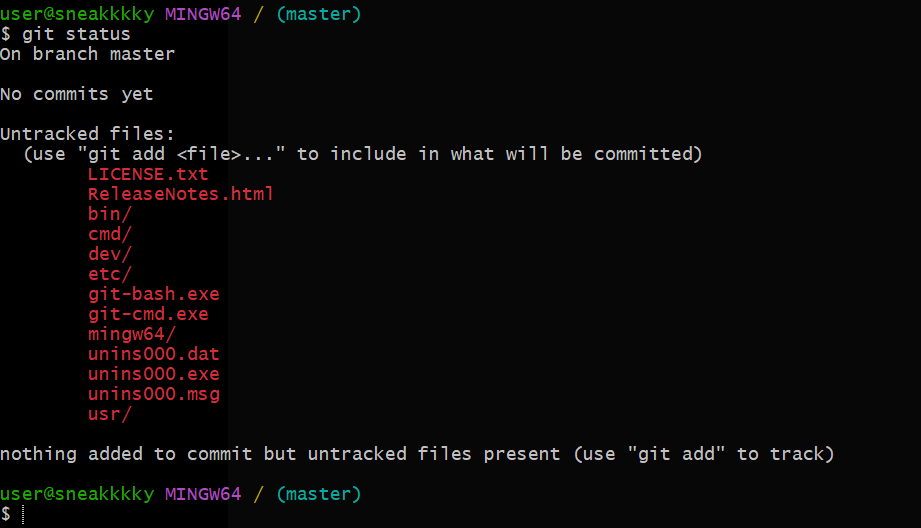 user@sneakkkky MINGW64 / (master)
$ git status
On branch master
No commits yet
Untracked files:
(use "git add <file>..." to include in what will be committed)
LICENSE.txt
ReleaseNotes.html
bin/
cmd/
dev/
etc/
git-bash.exe
git-cmd.exe
mingw64/
unins000.dat
unins000.exe
unins000.msg
usr/
nothing added to commit but untracked files present (use "git add" to track)
user@sneakkkky MINGW64 / (master)
$